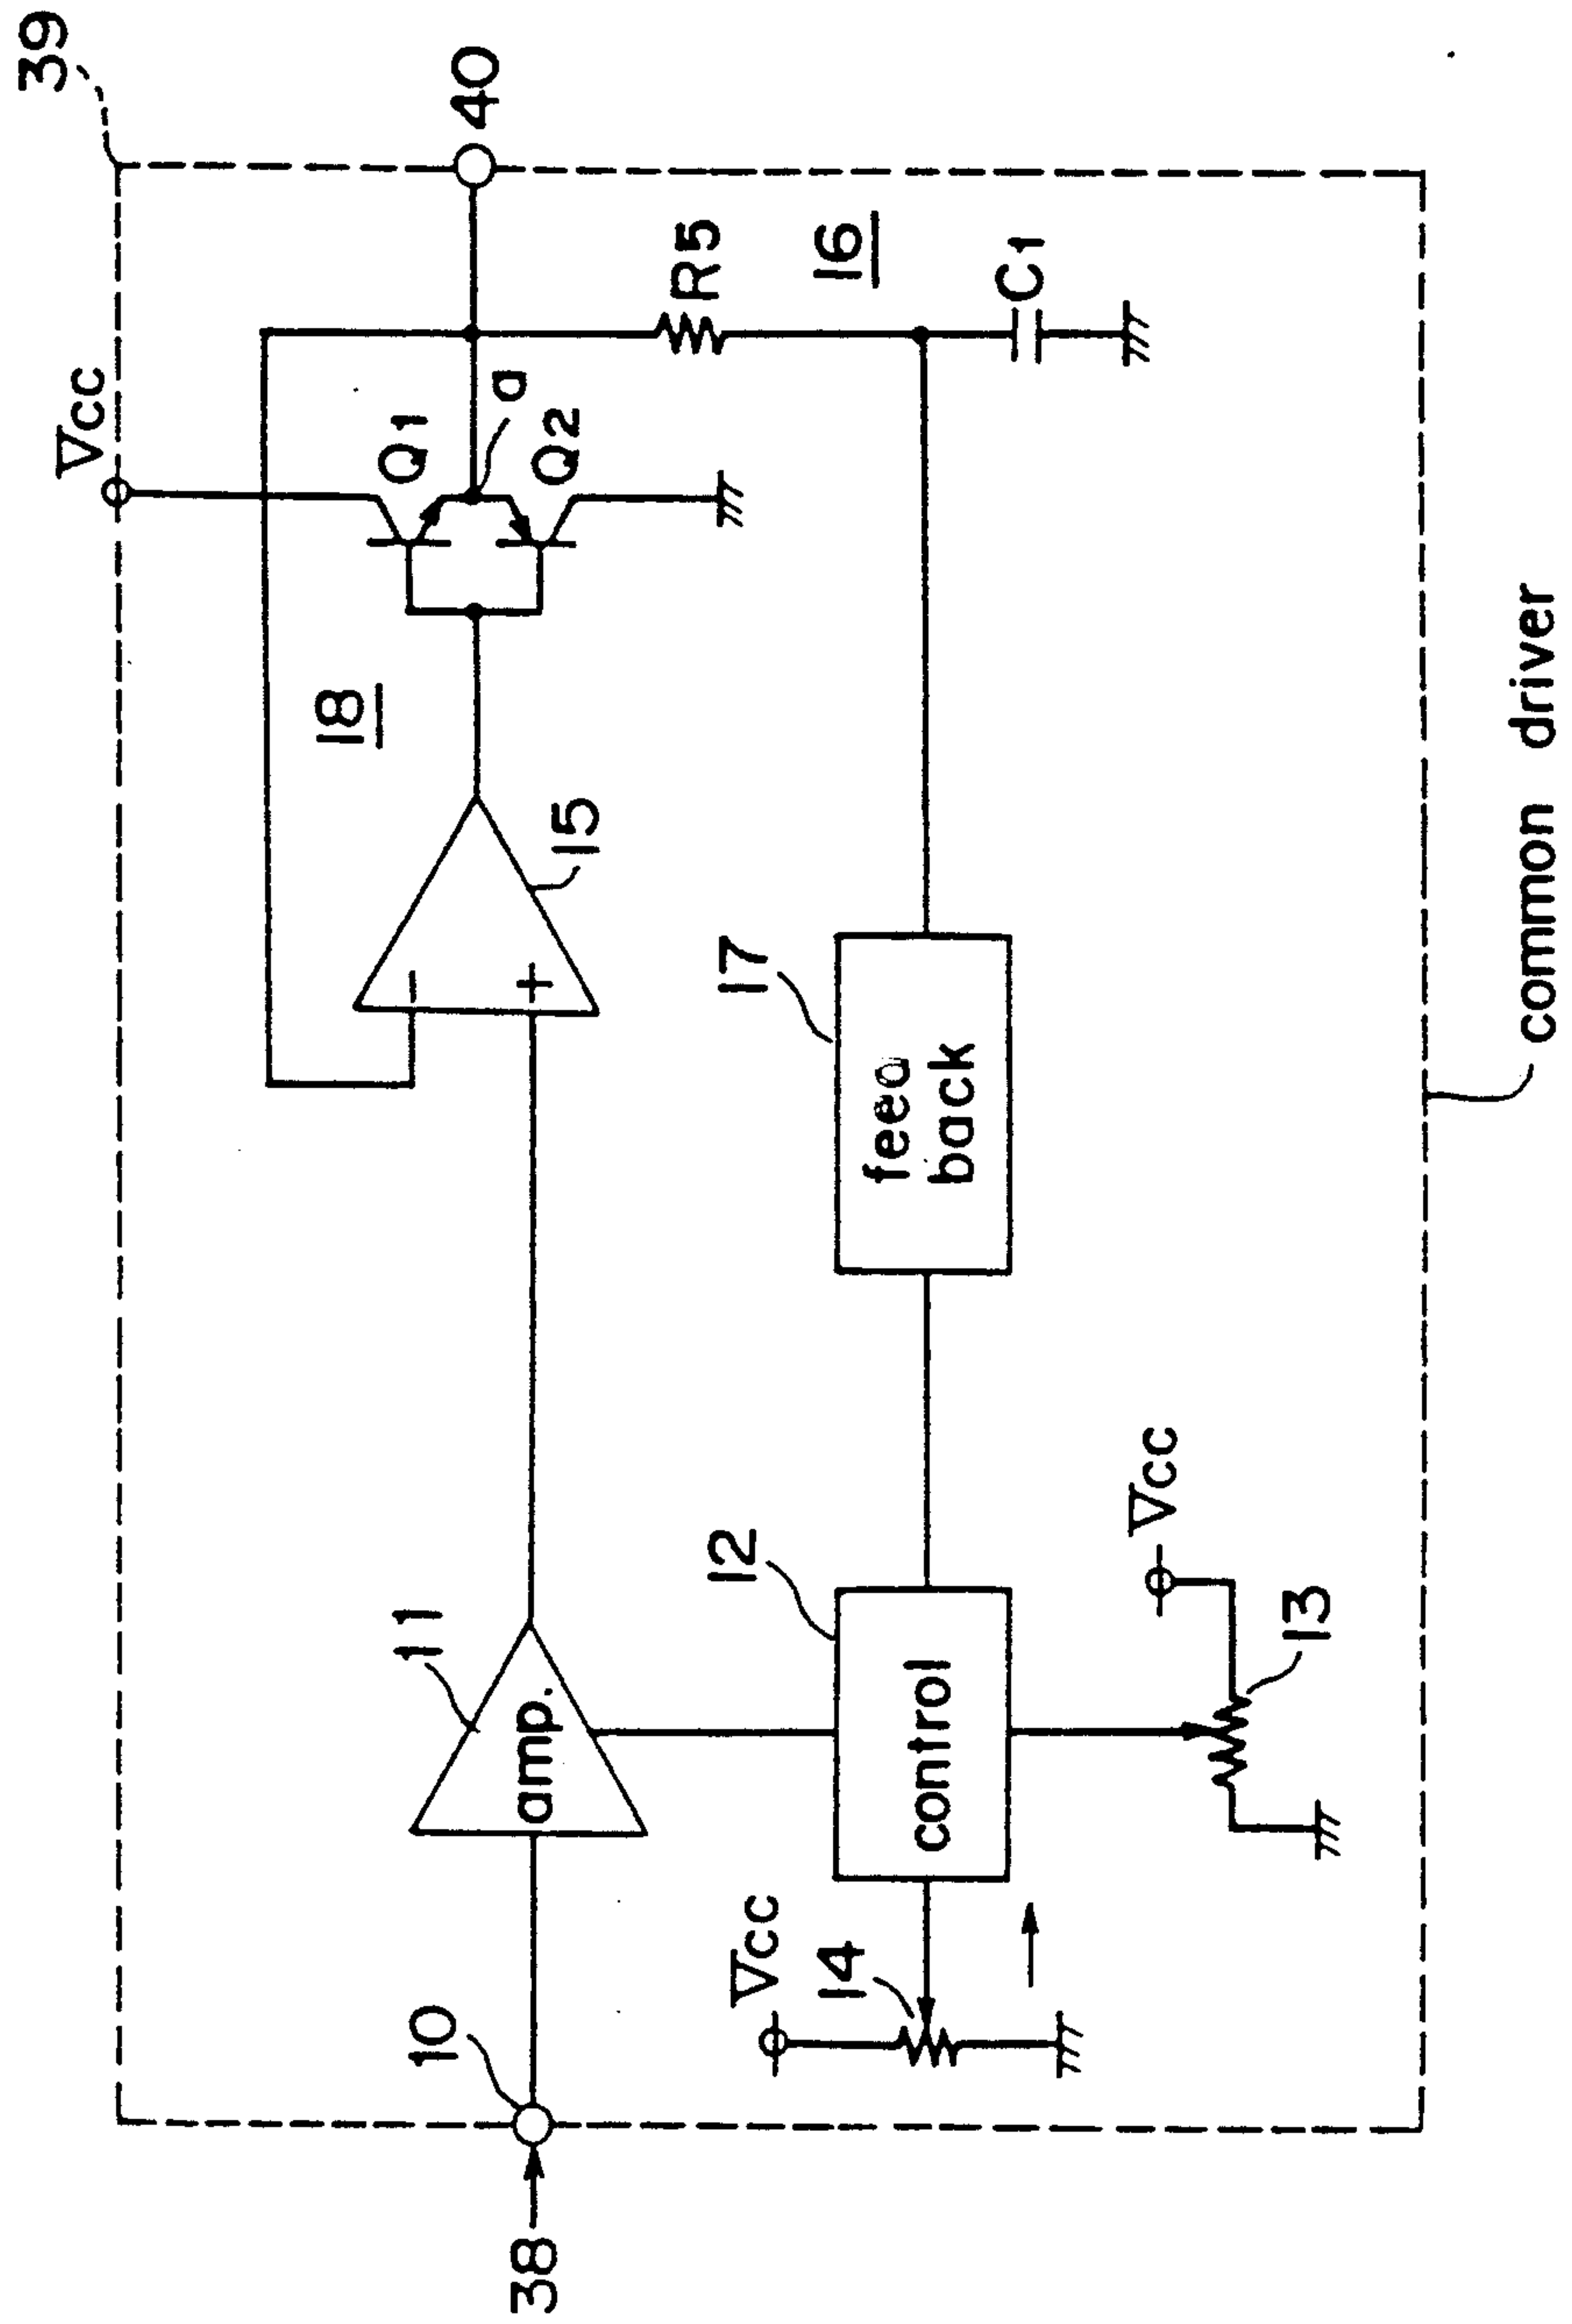 39
Vcc
40
Q1
a
Q2
R5
16
C1
18
15
−
+
17
feed
back
11
amp.
12
control
Vcc
13
Vcc
14
10
38
common driver